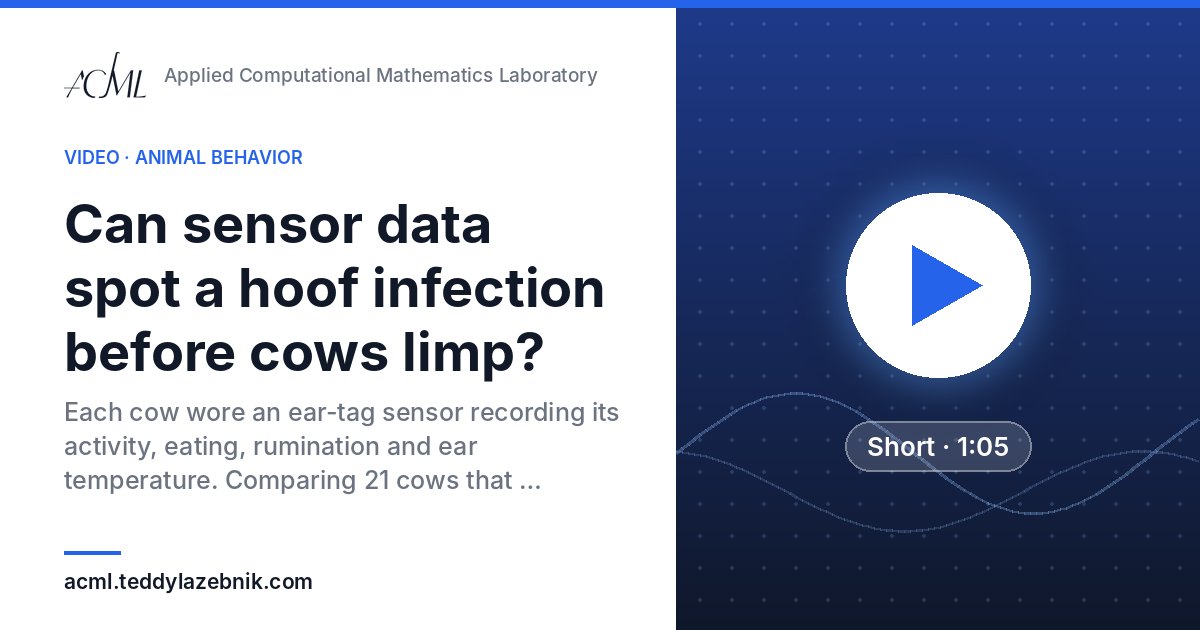 ACML Applied Computational Mathematics Laboratory
VIDEO · ANIMAL BEHAVIOR
Can sensor data
spot a hoof infection
before cows limp?
Each cow wore an ear-tag sensor recording its
activity, eating, rumination and ear
temperature. Comparing 21 cows that ...
acml.teddylazebnik.com
Short · 1:05